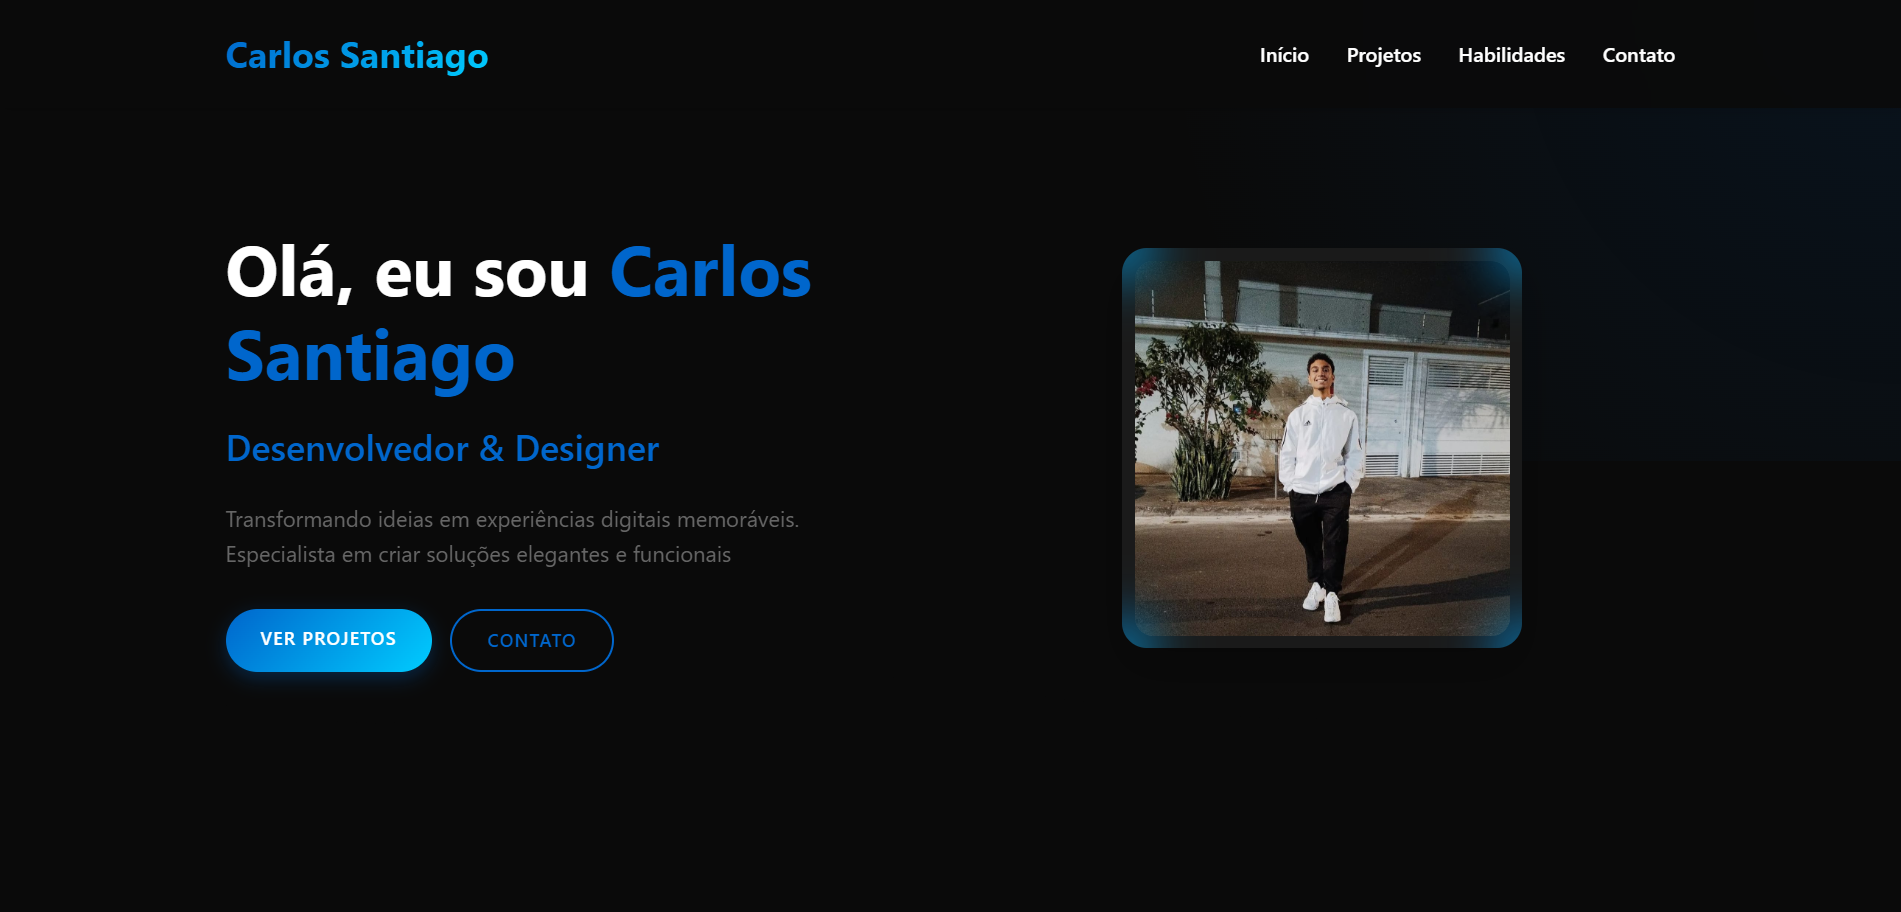 Carlos Santiago
Início Projetos Habilidades Contato
Olá, eu sou Carlos
Santiago
Desenvolvedor & Designer
Transformando ideias em experiências digitais memoráveis.
Especialista em criar soluções elegantes e funcionais
VER PROJETOS
CONTATO